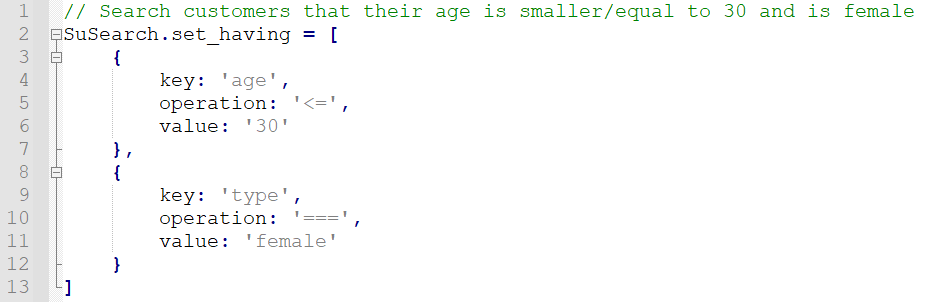 1 // Search customers that their age is smaller/equal to 30 and is female
2 SuSearch.set_having = [
3 {
4 key: 'age',
5 operation: '<=',
6 value: '30'
7 },
8 {
9 key: 'type',
10 operation: '===',
11 value: 'female'
12 }
13 ]